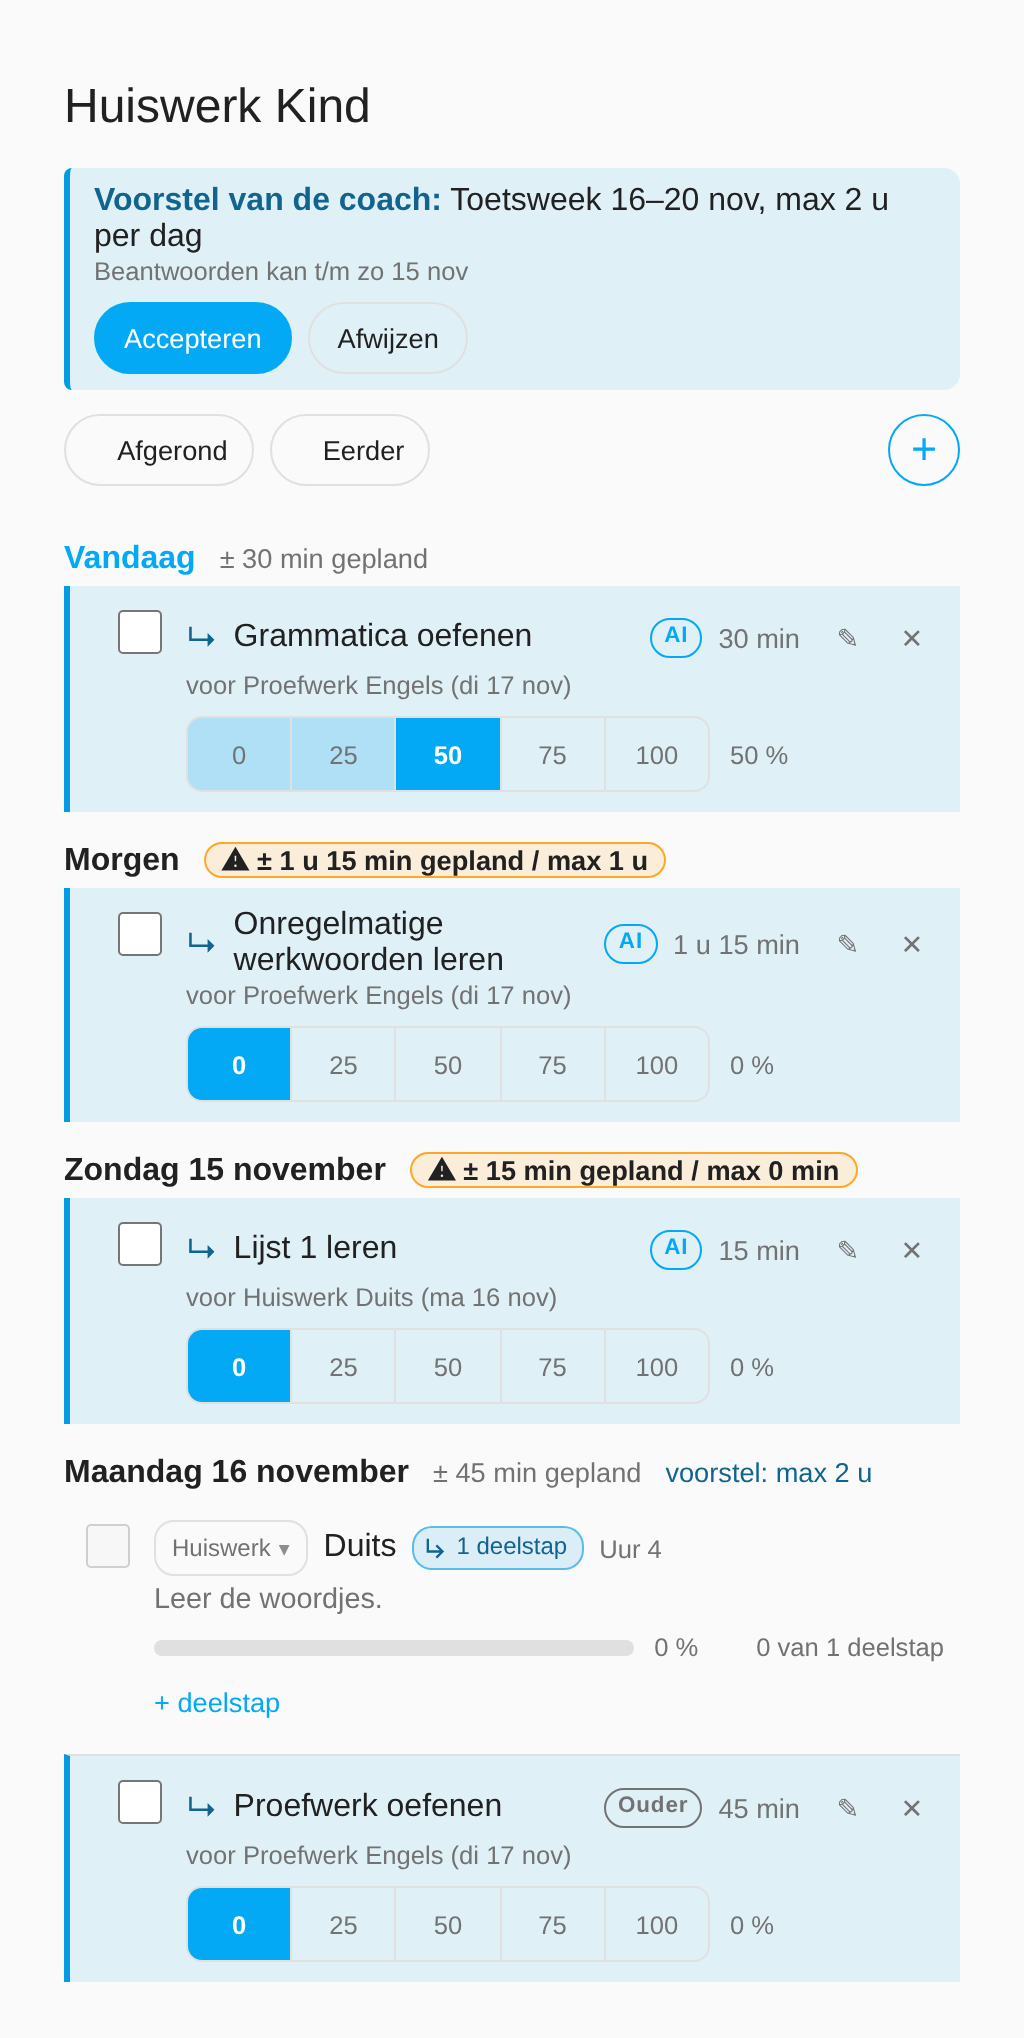 Huiswerk Kind
Voorstel van de coach: Toetsweek 16–20 nov, max 2 u
per dag
Beantwoorden kan t/m zo 15 nov
Accepteren Afwijzen
Afgerond Eerder +
Vandaag ± 30 min gepland
↳ Grammatica oefenen AI 30 min ✎ ✕
voor Proefwerk Engels (di 17 nov)
0 25 50 75 100 50 %
Morgen ⚠ ± 1 u 15 min gepland / max 1 u
↳ Onregelmatige
werkwoorden leren AI 1 u 15 min ✎ ✕
voor Proefwerk Engels (di 17 nov)
0 25 50 75 100 0 %
Zondag 15 november ⚠ ± 15 min gepland / max 0 min
↳ Lijst 1 leren AI 15 min ✎ ✕
voor Huiswerk Duits (ma 16 nov)
0 25 50 75 100 0 %
Maandag 16 november ± 45 min gepland voorstel: max 2 u
Huiswerk ▾ Duits ↳ 1 deelstap Uur 4
Leer de woordjes.
0 % 0 van 1 deelstap
+ deelstap
↳ Proefwerk oefenen Ouder 45 min ✎ ✕
voor Proefwerk Engels (di 17 nov)
0 25 50 75 100 0 %